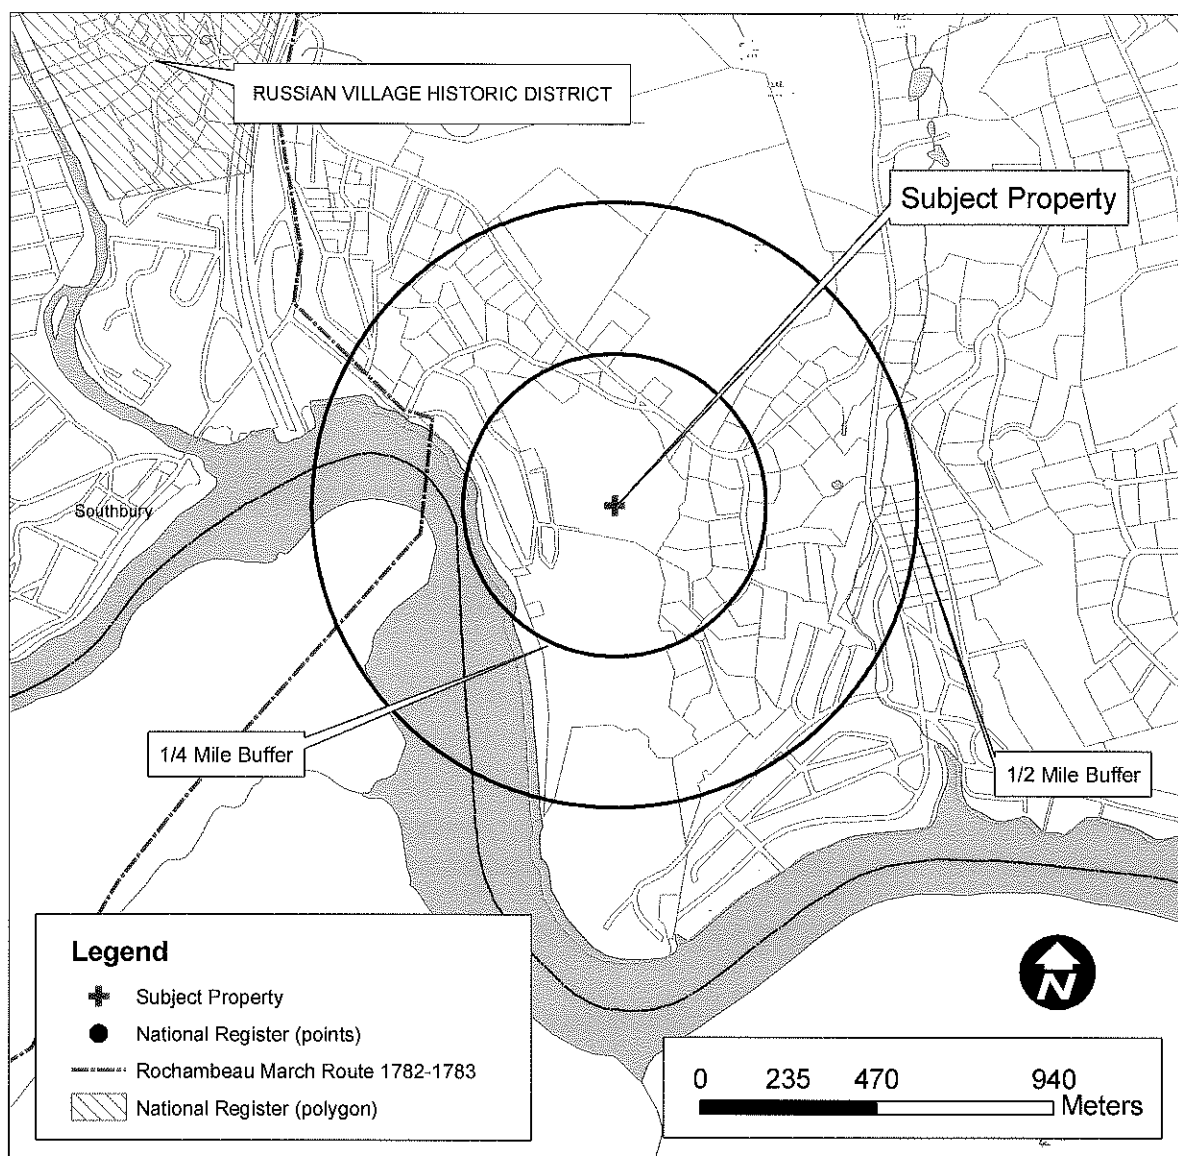 RUSSIAN VILLAGE HISTORIC DISTRICT
Subject Property
Southbury
1/4 Mile Buffer
1/2 Mile Buffer
Legend
Subject Property
National Register (points)
Rochambeau March Route 1782-1783
National Register (polygon)
N
0 235 470 940
Meters